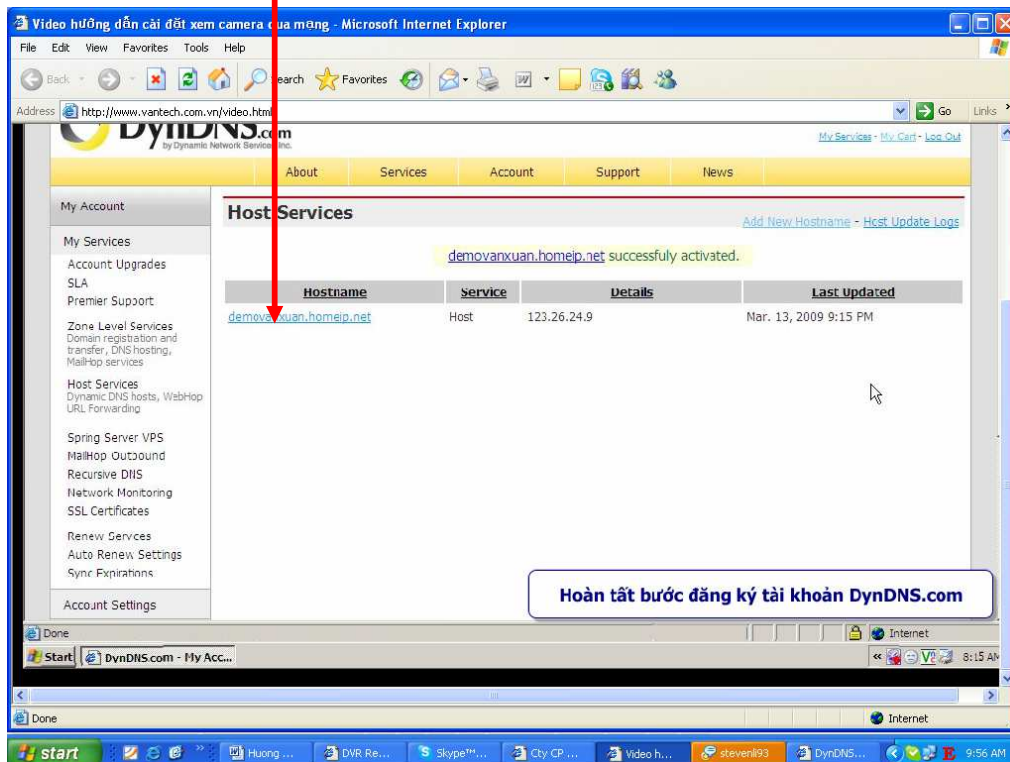 Video hướng dẫn cài đặt xem camera qua mạng - Microsoft Internet Explorer
File Edit View Favorites Tools Help
Back Search Favorites
Address http://www.vantech.com.vn/video.html Go Links
DynDNS.com
by Dynamic Network Services Inc.
My Services - My Cart - Log Out
About Services Account Support News
My Account
Host Services
Add New Hostname - Host Update Logs
My Services
demovanxuan.homeip.net successfuly activated.
Account Upgrades
SLA
Premier Support
Hostname Service Details Last Updated
demovanxuan.homeip.net Host 123.26.24.9 Mar. 13, 2009 9:15 PM
Zone Level Services
Domain registration and
transfer, DNS hosting,
MailHop services
Host Services
Dynamic DNS hosts, WebHop
URL Forwarding
Spring Server VPS
MailHop Outbound
Recursive DNS
Network Monitoring
SSL Certificates
Renew Services
Auto Renew Settings
Sync Expirations
Account Settings
Hoàn tất bước đăng ký tài khoản DynDNS.com
Done Internet
Start DynDNS.com - My Acc... 8:15 AM
Done Internet
start Huong ... DVR Re... Skype™... Cty CP ... Video h... stevenli93 DynDNS... 9:56 AM